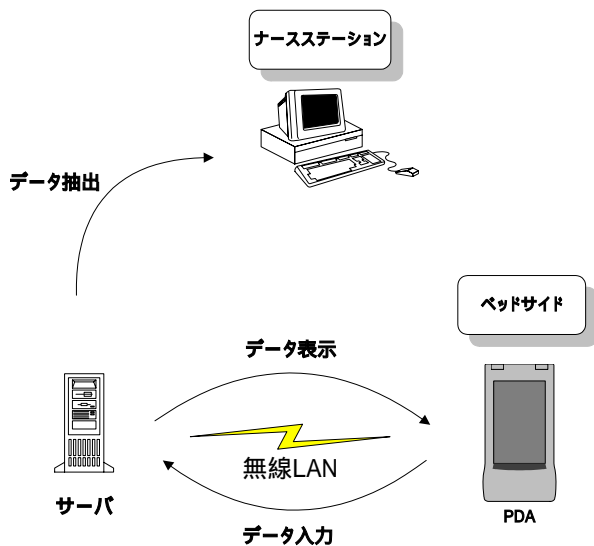 ナースステーション
データ抽出
ベッドサイド
データ表示
無線LAN
サーバ
データ入力
PDA